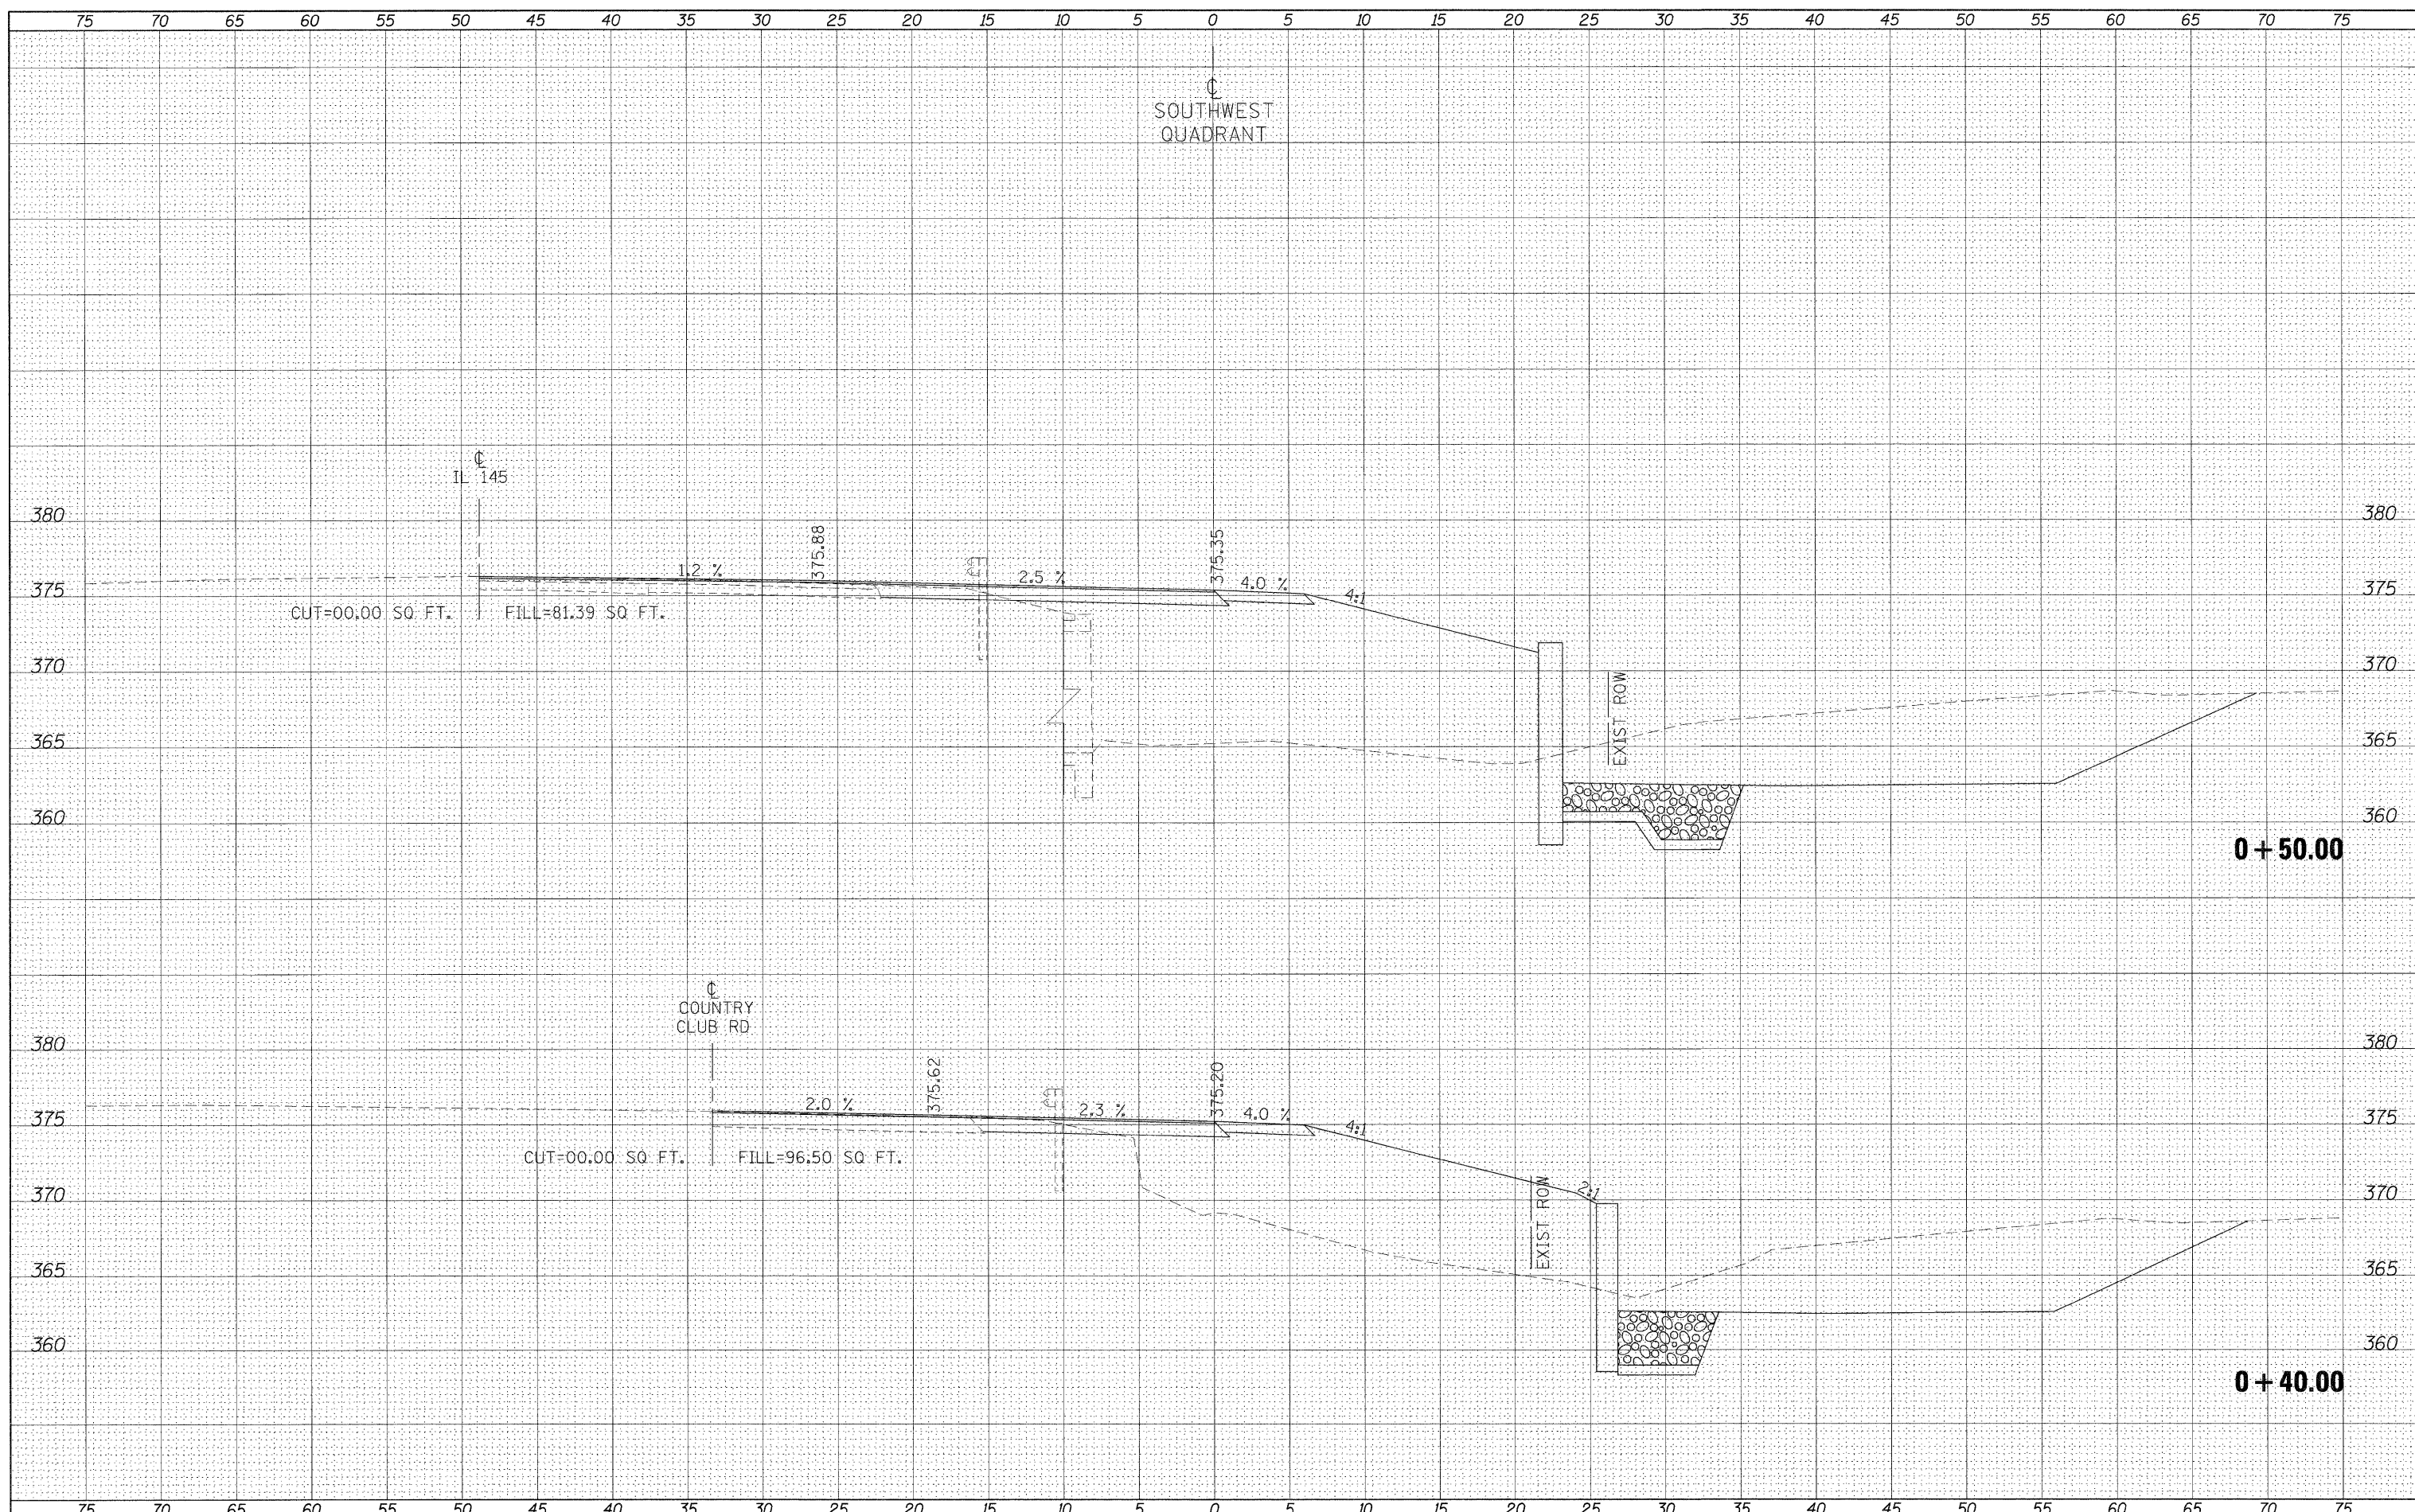 75 70 65 60 55 50 45 40 35 30 25 20 15 10 5 0 5 10 15 20 25 30 35 40 45 50 55 60 65 70 75
℄
SOUTHWEST
QUADRANT
℄
IL 145
380 380
375.88
375.35
1.2 % 2.5 % 4.0 % 4:1
375 375
CUT=00.00 SQ FT. FILL=81.39 SQ FT.
370 370
EXIST ROW
365 365
360 360
0+50.00
℄
COUNTRY
CLUB RD
380 380
375.62
375.20
2.0 % 2.3 % 4.0 % 4:1
375 375
CUT=00.00 SQ FT. FILL=96.50 SQ FT.
2:1
370 370
EXIST ROW
365 365
360 360
0+40.00
75 70 65 60 55 50 45 40 35 30 25 20 15 10 5 0 5 10 15 20 25 30 35 40 45 50 55 60 65 70 75